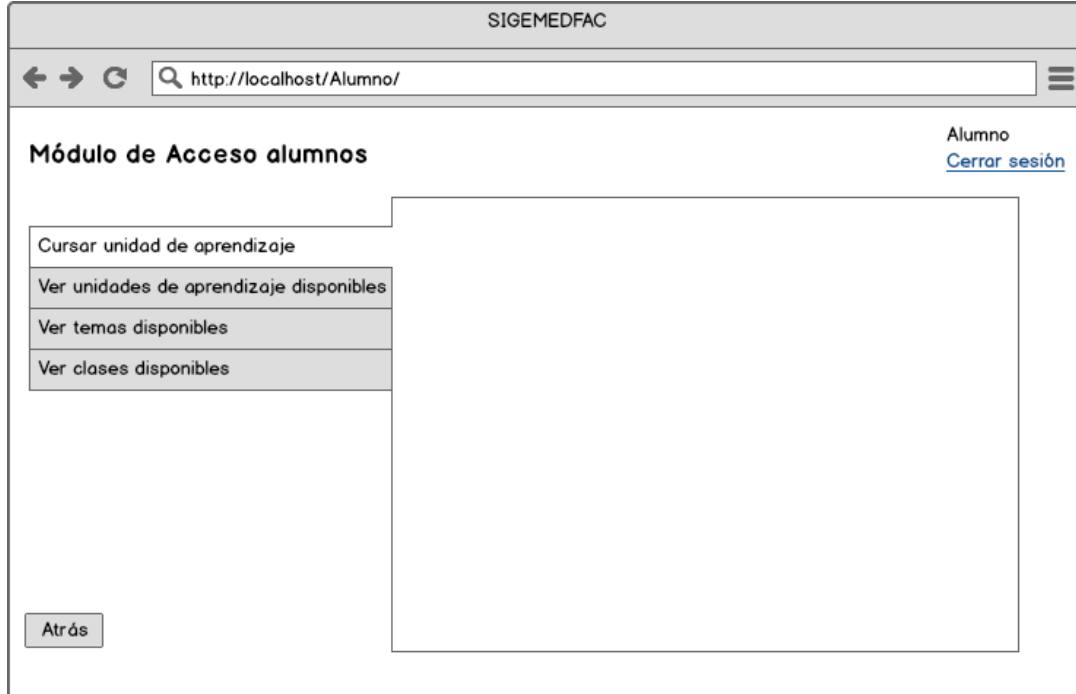 SIGEMEDFAC
http://localhost/Alumno/
Alumno
Módulo de Acceso alumnos
Cerrar sesión
Cursar unidad de aprendizaje
Ver unidades de aprendizaje disponibles
Ver temas disponibles
Ver clases disponibles
Atrás